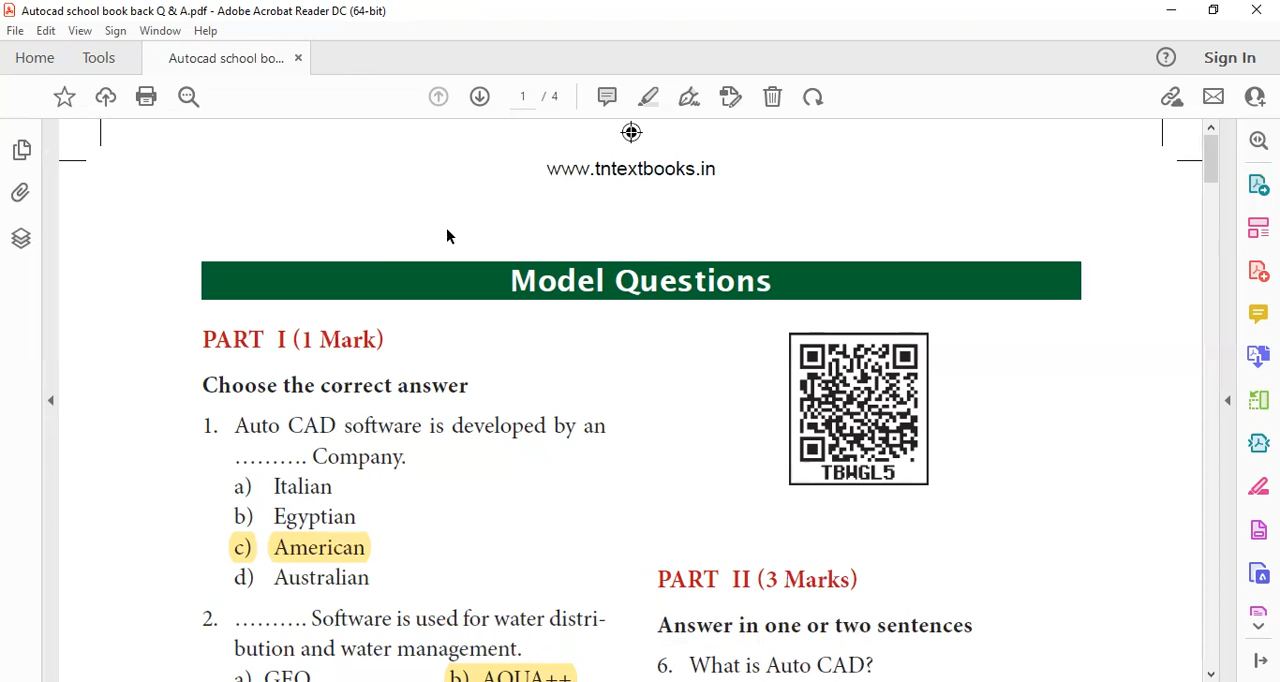 Autocad school book back Q & A.pdf - Adobe Acrobat Reader DC (64-bit)
File Edit View Sign Window Help
Home Tools Autocad school bo... × Sign In
1 / 4
www.tntextbooks.in
Model Questions
PART I (1 Mark)
Choose the correct answer
1. Auto CAD software is developed by an
.......... Company.
a) Italian
b) Egyptian
c) American
d) Australian
2. .......... Software is used for water distri-
bution and water management.
a) GEO b) AQUA++
TBWGL5
PART II (3 Marks)
Answer in one or two sentences
6. What is Auto CAD?